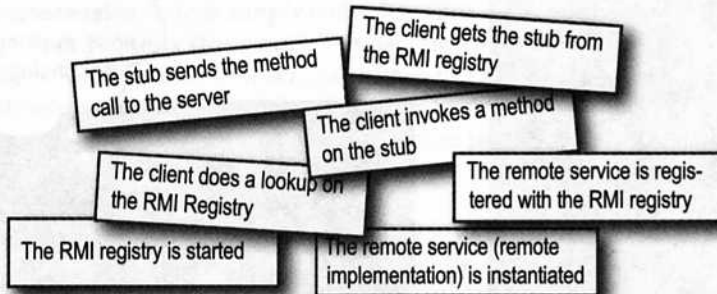 The stub sends the method
call to the server
The client gets the stub from
the RMI registry
The client invokes a method
on the stub
The client does a lookup on
the RMI Registry
The remote service is regis-
tered with the RMI registry
The RMI registry is started
The remote service (remote
implementation) is instantiated